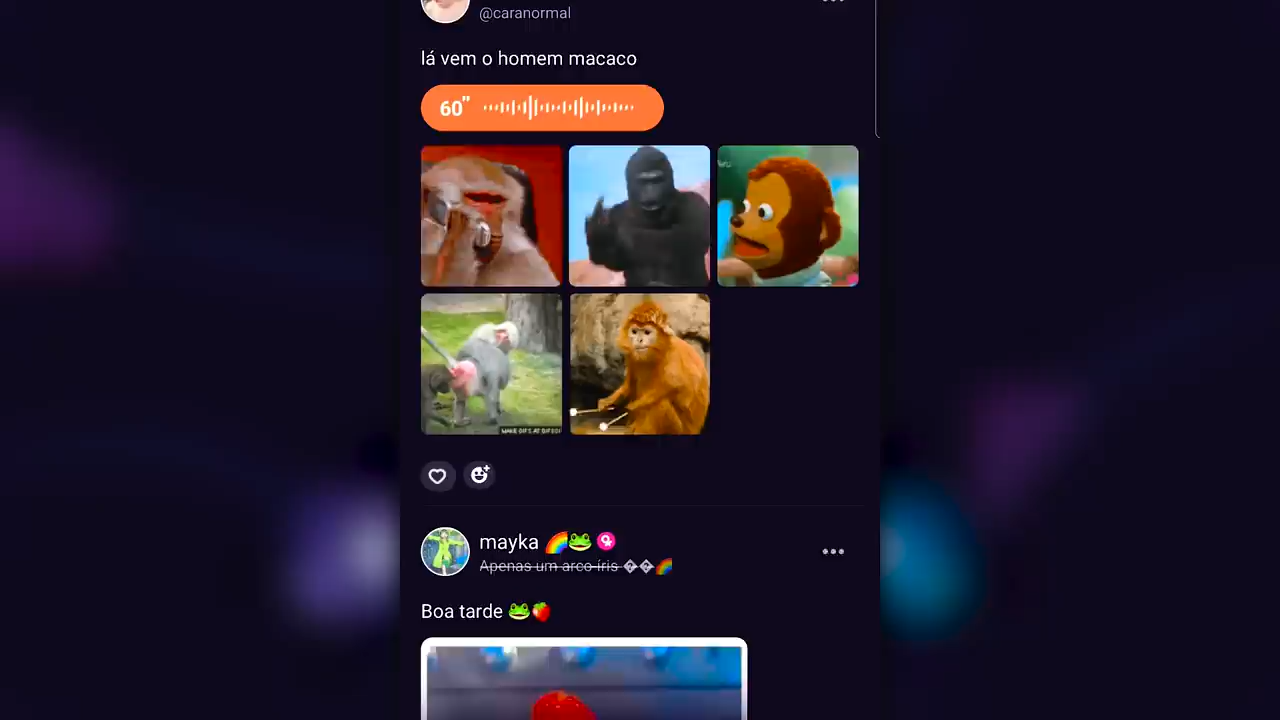 @caranormal
lá vem o homem macaco
60"
MAKE GIFS AT GIFSOUP
mayka 🌈🐸
Apenas um arco íris ��🌈
Boa tarde 🐸🍓